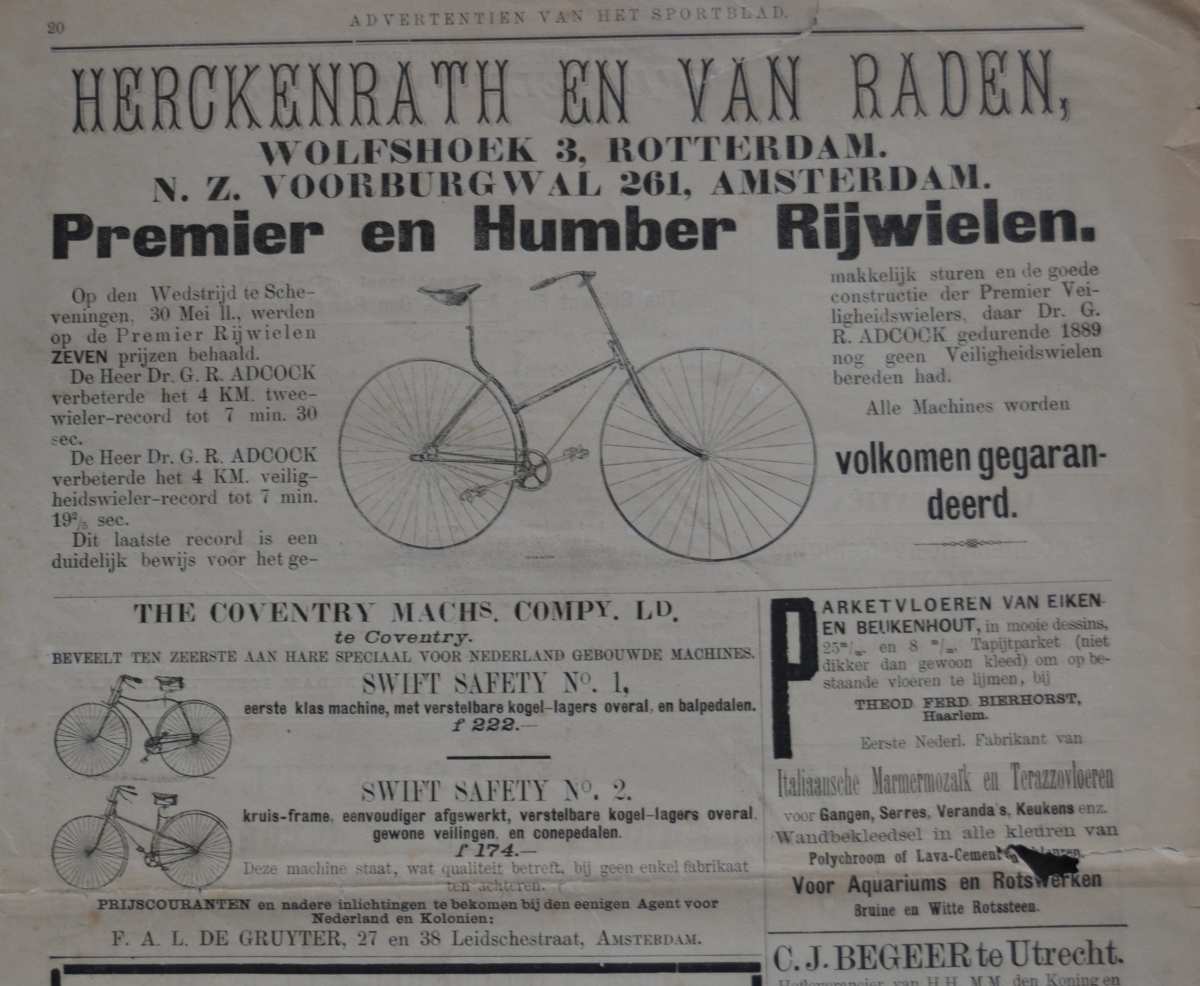 20
ADVERTENTIEN VAN HET SPORTBLAD.
HERCKENRATH EN VAN RADEN,
WOLFSHOEK 3, ROTTERDAM.
N. Z. VOORBURGWAL 261, AMSTERDAM.
Premier en Humber Rijwielen.
Op den Wedstrijd te Sche-
veningen, 30 Mei ll., werden
op de Premier Rijwielen
ZEVEN prijzen behaald.
De Heer Dr. G. R. ADCOCK
verbeterde het 4 KM. twee-
wieler-record tot 7 min. 30
sec.
De Heer Dr. G. R. ADCOCK
verbeterde het 4 KM. veilig-
heidswieler-record tot 7 min.
19²/₅ sec.
Dit laatste record is een
duidelijk bewijs voor het ge-
makkelijk sturen en de goede
constructie der Premier Vei-
ligheidswielers, daar Dr. G.
R. ADCOCK gedurende 1889
nog geen Veiligheidswielen
bereden had.
Alle Machines worden
volkomen gegaran-
deerd.
THE COVENTRY MACHS. COMPY. LD.
te Coventry.
BEVEELT TEN ZEERSTE AAN HARE SPECIAAL VOOR NEDERLAND GEBOUWDE MACHINES.
SWIFT SAFETY No. 1,
eerste klas machine, met verstelbare kogel-lagers overal, en balpedalen.
f 222.—
SWIFT SAFETY No. 2.
kruis-frame, eenvoudiger afgewerkt, verstelbare kogel-lagers overal,
gewone veilingen, en conepedalen.
f 174.—
Deze machine staat, wat qualiteit betreft, bij geen enkel fabrikaat
ten achteren.
PRIJSCOURANTEN en nadere inlichtingen te bekomen bij den eenigen Agent voor
Nederland en Kolonien:
F. A. L. DE GRUYTER, 27 en 38 Leidschestraat, AMSTERDAM.
PARKETVLOEREN VAN EIKEN-
EN BEUKENHOUT, in mooie dessins,
25 m/m en 8 m/m. Tapijtparket (niet
dikker dan gewoon kleed) om op be-
staande vloeren te lijmen, bij
THEOD FERD BIERHORST,
Haarlem.
Eerste Nederl. Fabrikant van
Italiaansche Marmermozaïk en Terazzovloeren
voor Gangen, Serres, Veranda's, Keukens enz.
Wandbekleedsel in alle kleuren van
Polychroom of Lava-Cement
Voor Aquariums en Rotswerken
Bruine en Witte Rotssteen.
C. J. BEGEER te Utrecht.
Hofleverancier van H.H. M.M. den Koning en